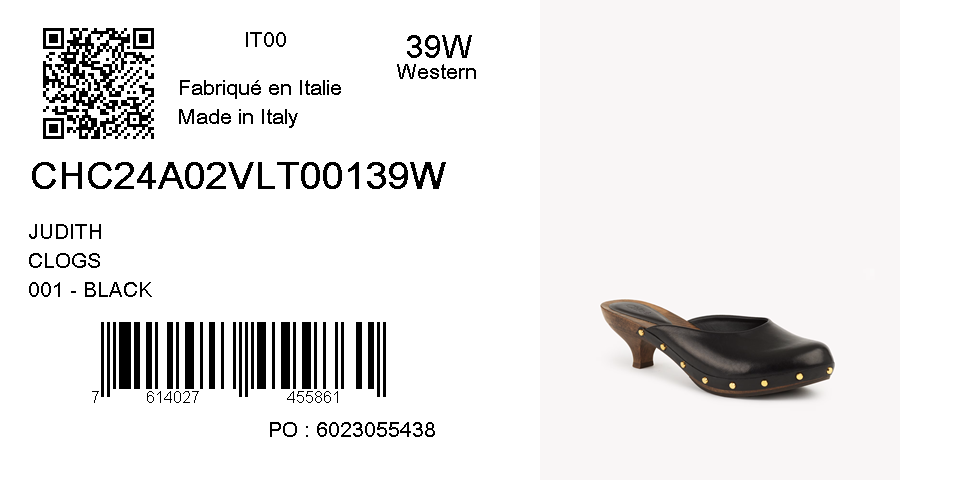 IT00
39W
Western
Fabriqué en Italie
Made in Italy
CHC24A02VLT00139W
JUDITH
CLOGS
001 - BLACK
7 614027 455861
PO : 6023055438